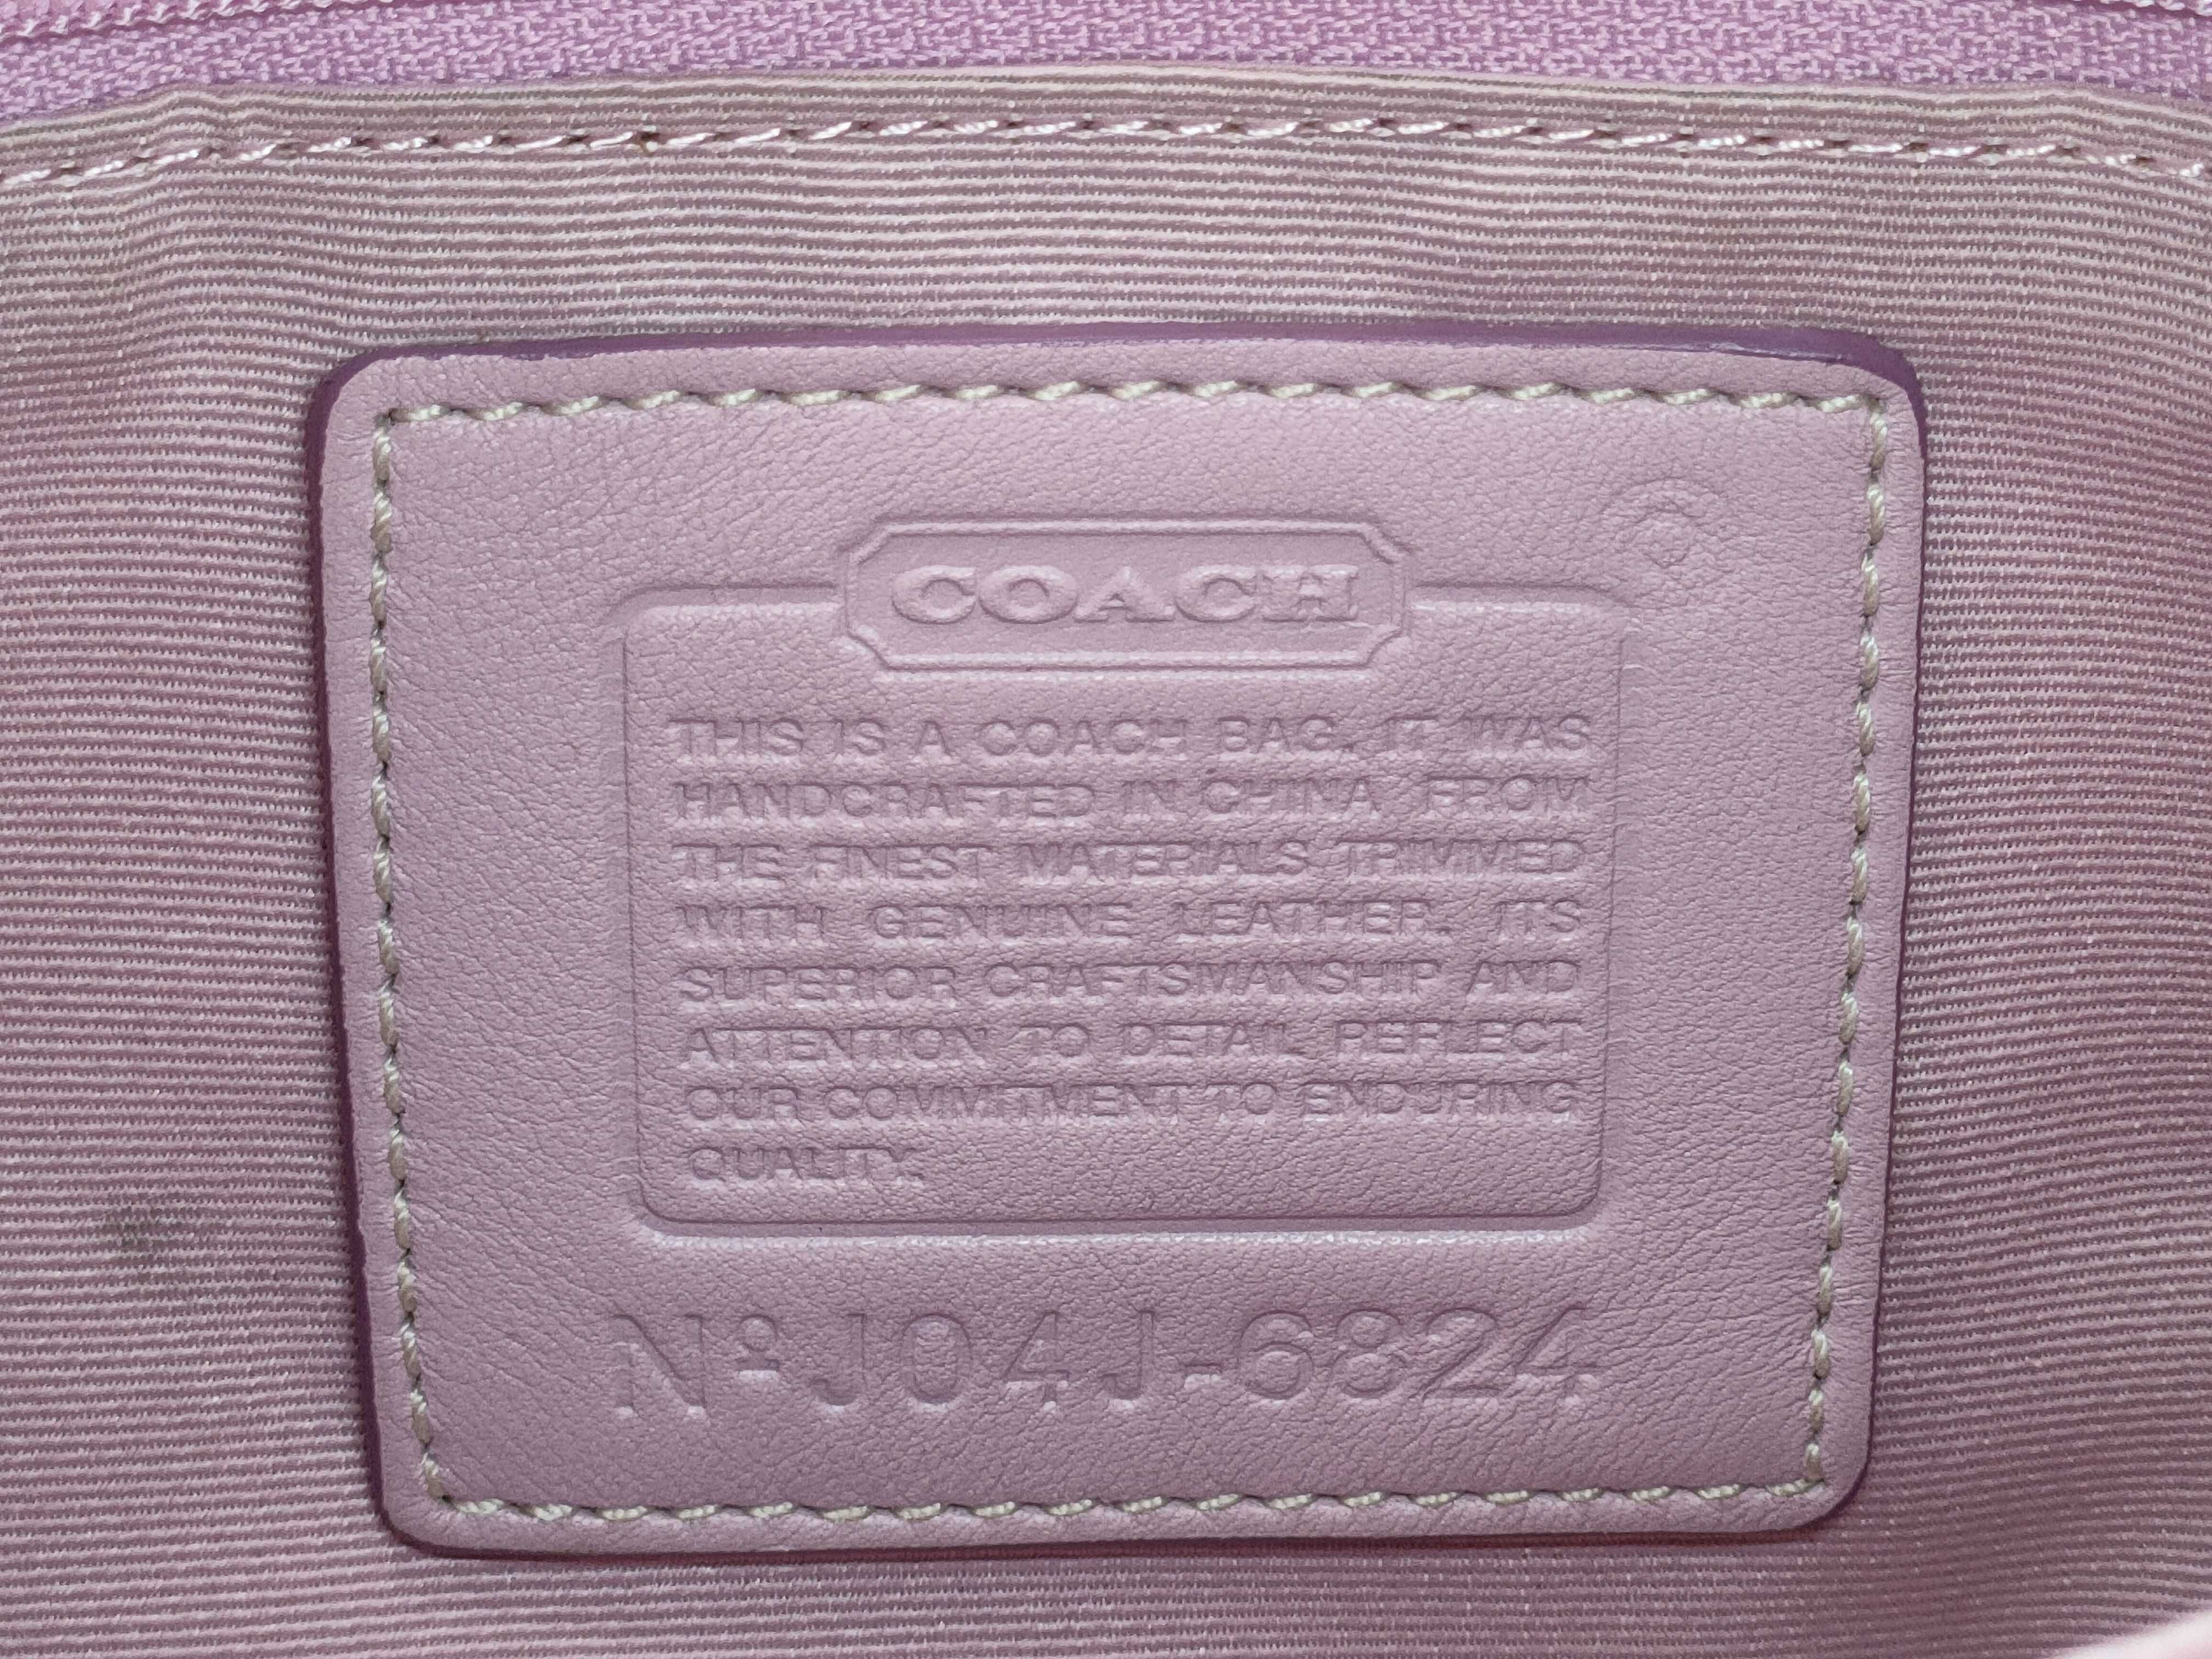 COACH
THIS IS A COACH BAG. IT WAS
HANDCRAFTED IN CHINA FROM
THE FINEST MATERIALS TRIMMED
WITH GENUINE LEATHER. ITS
SUPERIOR CRAFTSMANSHIP AND
ATTENTION TO DETAIL REFLECT
OUR COMMITMENT TO ENDURING
QUALITY.
Nº J04J-6824